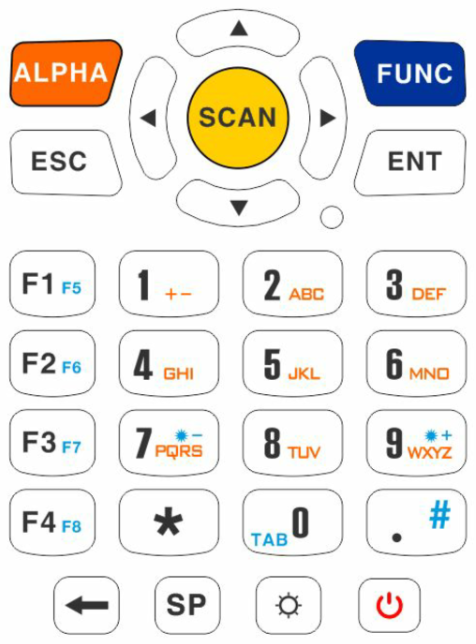 ALPHA
FUNC
SCAN
ESC
ENT
F1 F5
1 + -
2 ABC
3 DEF
F2 F6
4 GHI
5 JKL
6 MNO
F3 F7
7 PQRS -
8 TUV
9 WXYZ +
F4 F8
*
TAB 0
. #
SP